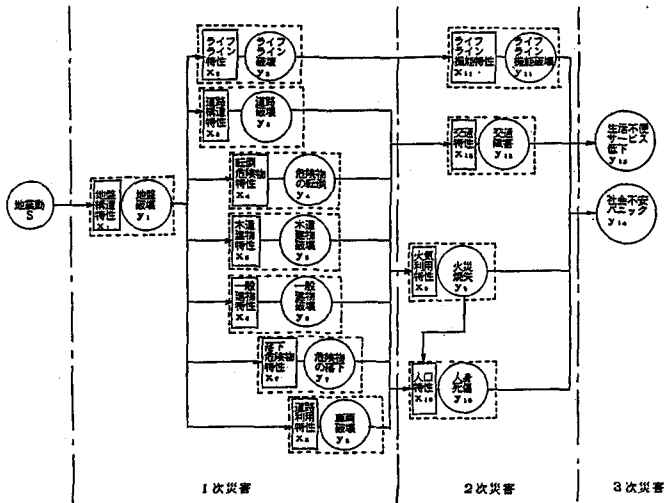 地震動
S
地盤
構造
特性
x₁
地盤
破壊
y₁
ライフ
ライン
特性
x₂
ライフ
ライン
破壊
y₂
道路
構造
特性
x₃
道路
破壊
y₃
転倒
危険物
特性
x₄
危険物
の転倒
y₄
木造
建物
特性
x₅
木造
建物
破壊
y₅
一般
建物
特性
x₆
一般
建物
破壊
y₆
落下
危険物
特性
x₇
危険物
の落下
y₇
道路
利用
特性
x₈
車両
破壊
y₈
ライフ
ライン
機能特性
x₁₁
ライフ
ライン
機能破壊
y₁₁
交通
特性
x₁₂
交通
障害
y₁₂
火気
利用
特性
x₉
火災
焼失
y₉
人口
特性
x₁₀
人身
死傷
y₁₀
生活不便
サービス
低下
y₁₃
社会不安
パニック
y₁₄
1次災害
2次災害
3次災害